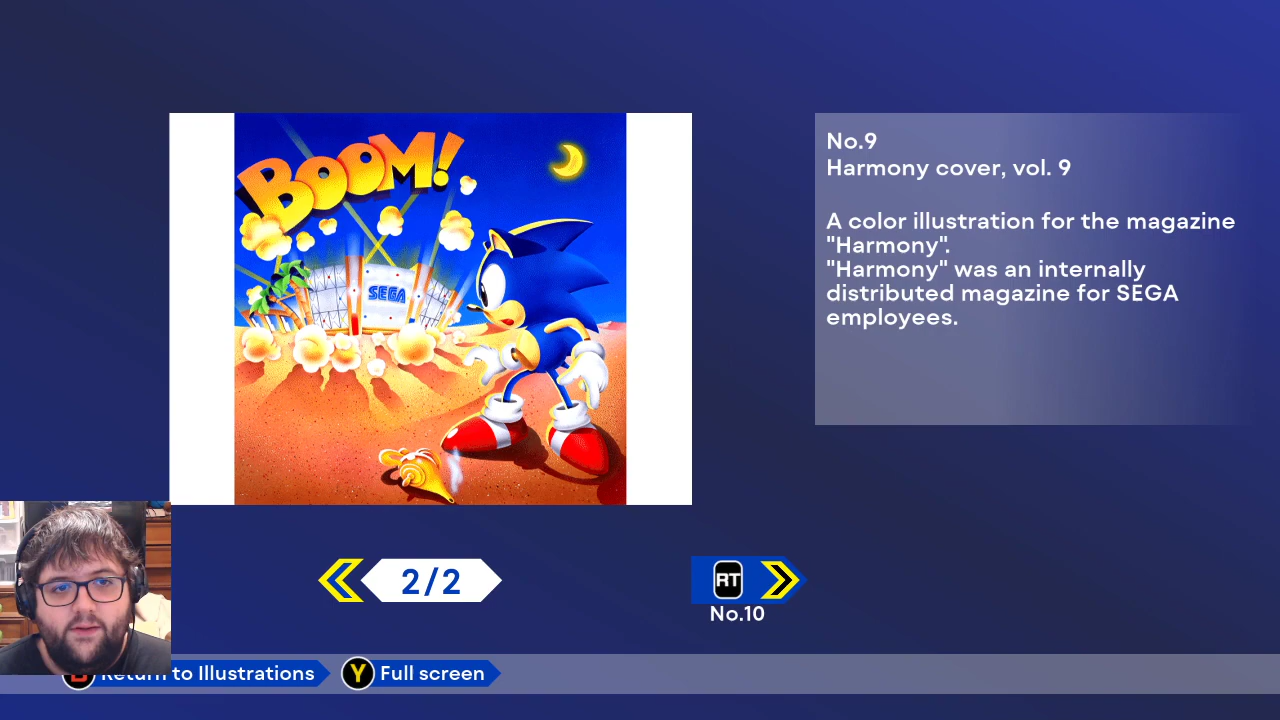 BOOM!
SEGA
No.9
Harmony cover, vol. 9
A color illustration for the magazine
"Harmony".
"Harmony" was an internally
distributed magazine for SEGA
employees.
2/2
RT
No.10
B Return to Illustrations
Y Full screen